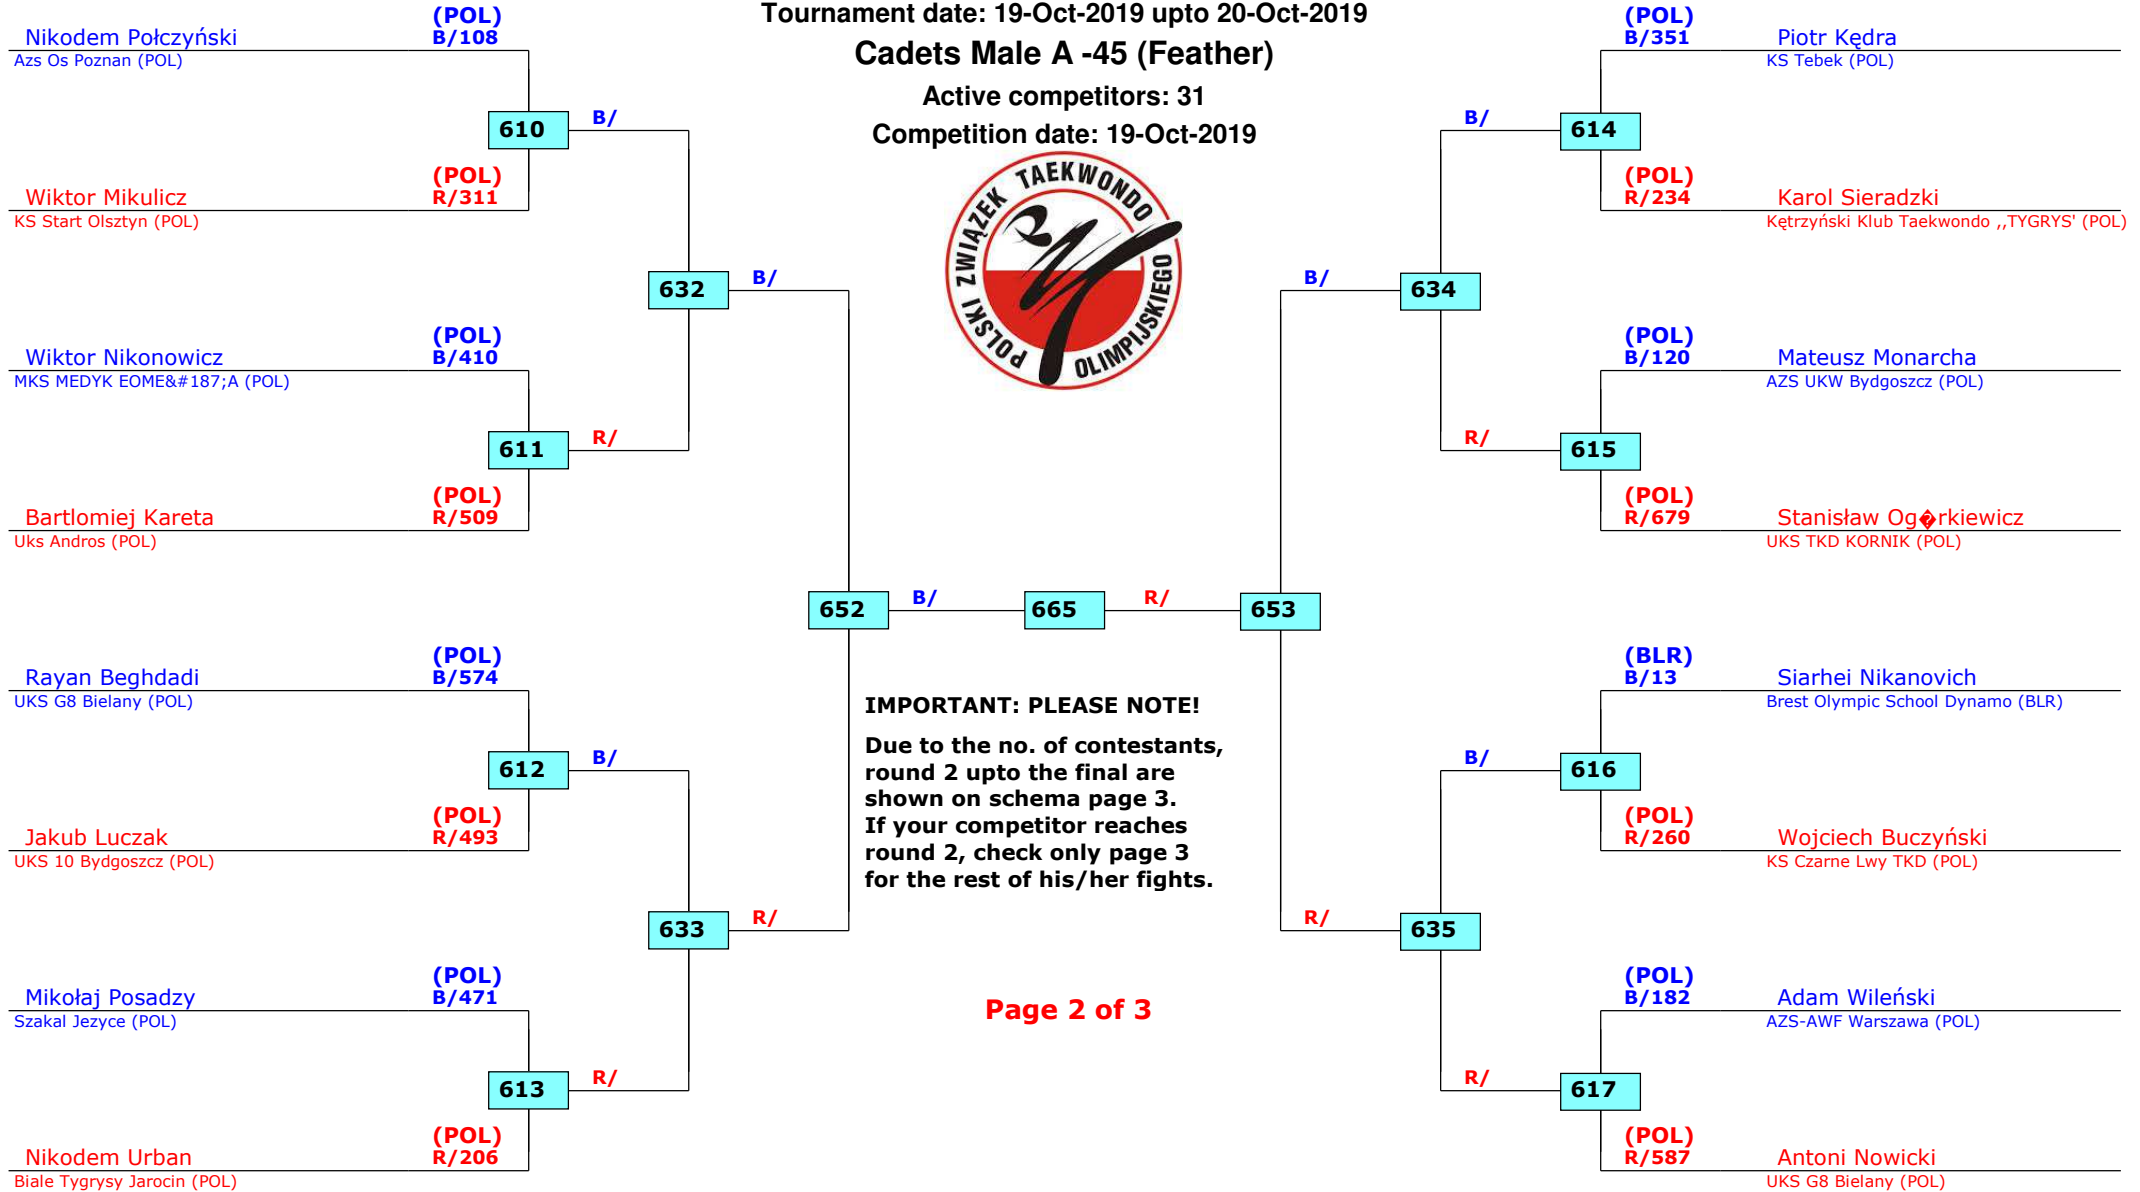 Tournament date: 19-Oct-2019 upto 20-Oct-2019
Cadets Male A -45 (Feather)
Active competitors: 31
Competition date: 19-Oct-2019
POLSKI ZWIĄZEK TAEKWONDO OLIMPIJSKIEGO
(POL)
Nikodem Połczyński B/108
Azs Os Poznan (POL)
610 B/
(POL)
Wiktor Mikulicz R/311
KS Start Olsztyn (POL)
632 B/
(POL)
Wiktor Nikonowicz B/410
MKS MEDYK EOME&#187;A (POL)
611 R/
(POL)
Bartlomiej Kareta R/509
Uks Andros (POL)
652 B/ 665 R/ 653
(POL)
Rayan Beghdadi B/574
UKS G8 Bielany (POL)
612 B/
(POL)
Jakub Luczak R/493
UKS 10 Bydgoszcz (POL)
633 R/
(POL)
Mikołaj Posadzy B/471
Szakal Jezyce (POL)
613 R/
(POL)
Nikodem Urban R/206
Biale Tygrysy Jarocin (POL)
IMPORTANT: PLEASE NOTE!
Due to the no. of contestants,
round 2 upto the final are
shown on schema page 3.
If your competitor reaches
round 2, check only page 3
for the rest of his/her fights.
Page 2 of 3
(POL)
B/351 Piotr Kędra
KS Tebek (POL)
B/ 614
(POL)
R/234 Karol Sieradzki
Kętrzyński Klub Taekwondo ,,TYGRYS' (POL)
B/ 634
(POL)
B/120 Mateusz Monarcha
AZS UKW Bydgoszcz (POL)
R/ 615
(POL)
R/679 Stanisław Og�rkiewicz
UKS TKD KORNIK (POL)
(BLR)
B/13 Siarhei Nikanovich
Brest Olympic School Dynamo (BLR)
B/ 616
(POL)
R/260 Wojciech Buczyński
KS Czarne Lwy TKD (POL)
R/ 635
(POL)
B/182 Adam Wileński
AZS-AWF Warszawa (POL)
R/ 617
(POL)
R/587 Antoni Nowicki
UKS G8 Bielany (POL)